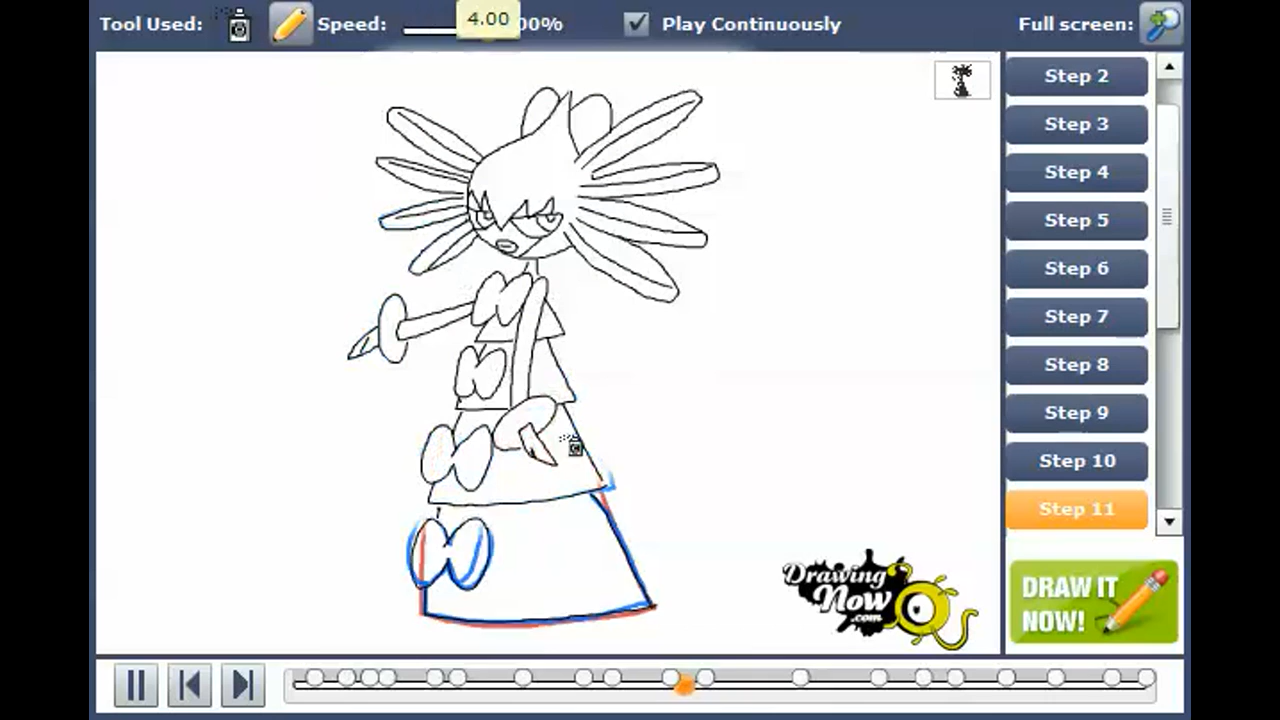 Tool Used:
Speed:
4.00
00%
Play Continuously
Full screen:
Step 2
Step 3
Step 4
Step 5
Step 6
Step 7
Step 8
Step 9
Step 10
Step 11
Drawing
Now
.com
DRAW IT
NOW!